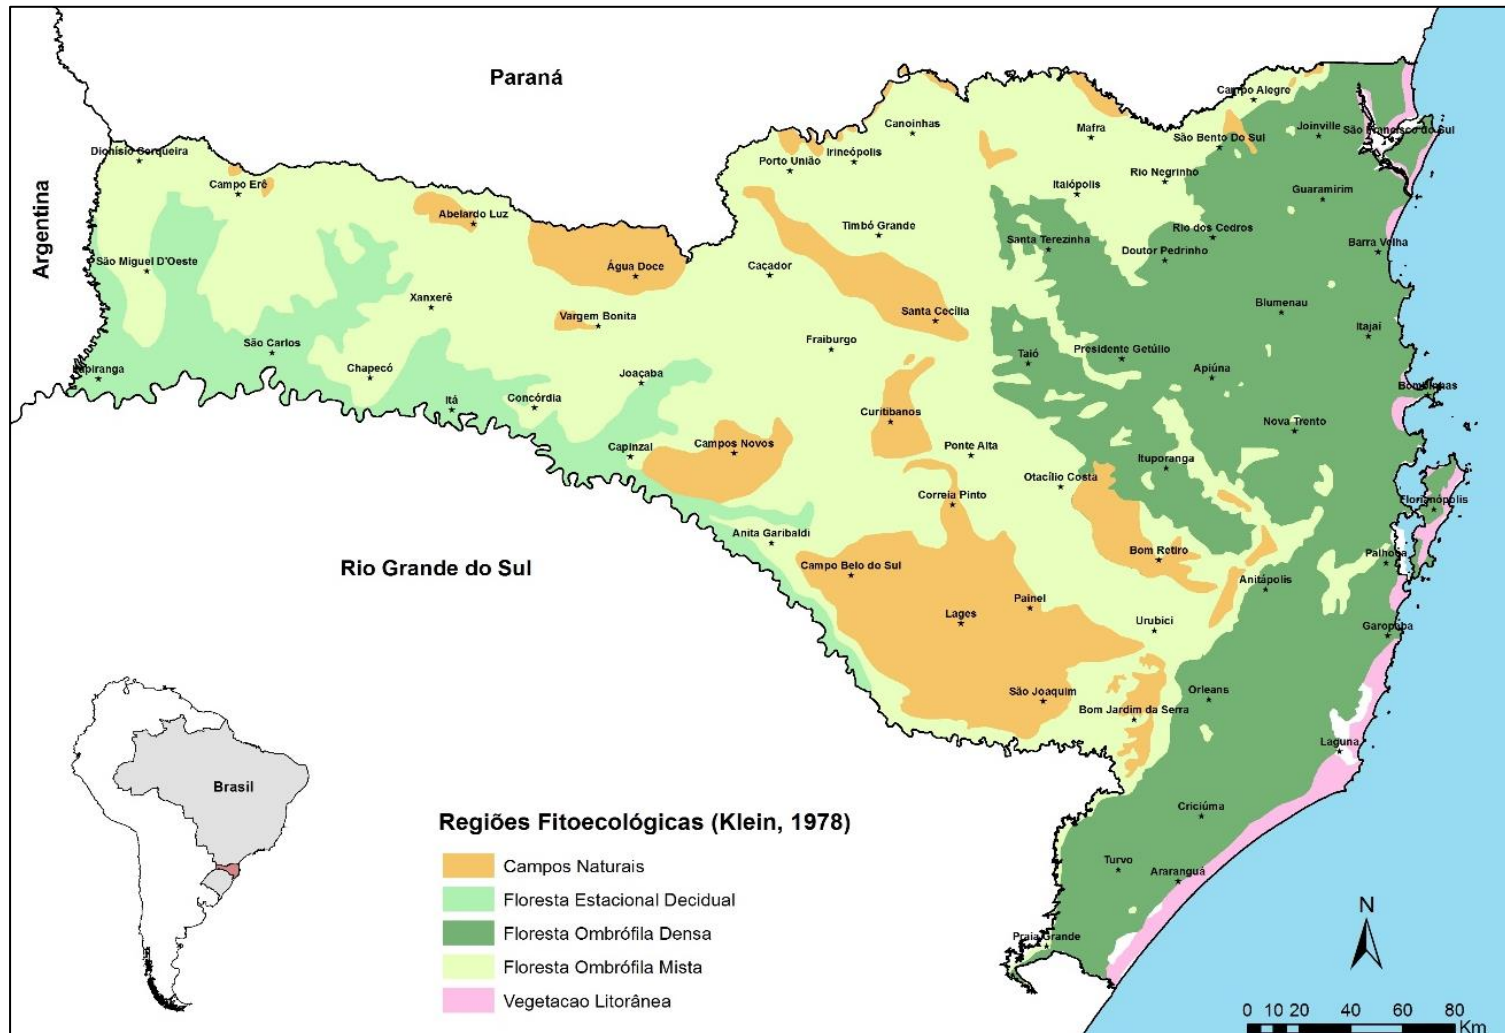 Paraná
Argentina
Rio Grande do Sul
Campo Alegre
Canoinhas
Mafra
Joinville
São Francisco do Sul
São Bento Do Sul
Dionísio Cerqueira
Irineópolis
Porto União
Rio Negrinho
Campo Erê
Itaiópolis
Guaramirim
Abelardo Luz
Timbó Grande
Rio dos Cedros
Santa Terezinha
Barra Velha
Doutor Pedrinho
São Miguel D'Oeste
Água Doce
Caçador
Xanxerê
Blumenau
Vargem Bonita
Santa Cecília
Itajaí
São Carlos
Fraiburgo
Taió
Presidente Getúlio
Chapecó
Apiúna
Itapiranga
Joaçaba
Bombinhas
Itá
Concórdia
Curitibanos
Nova Trento
Capinzal
Campos Novos
Ponte Alta
Ituporanga
Otacílio Costa
Correia Pinto
Florianópolis
Anita Garibaldi
Bom Retiro
Palhoça
Campo Belo do Sul
Anitápolis
Painel
Lages
Urubici
Garopaba
São Joaquim
Orleans
Bom Jardim da Serra
Laguna
Criciúma
Turvo
Araranguá
Praia Grande
Brasil
Regiões Fitoecológicas (Klein, 1978)
Campos Naturais
Floresta Estacional Decidual
Floresta Ombrófila Densa
Floresta Ombrófila Mista
Vegetacao Litorânea
N
0 10 20 40 60 80
Km